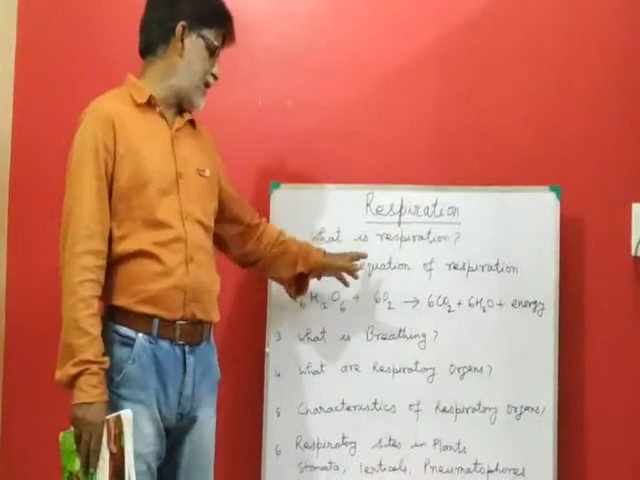 Respiration
What is respiration?
equation of respiration
6H12O6 + 6O2 → 6CO2 + 6H2O + energy
3 What is Breathing?
4 What are Respiratory Organs?
5 Characteristics of Respiratory Organs?
6 Respiratory sites in Plants
Stomata, lenticels, Pneumatophores